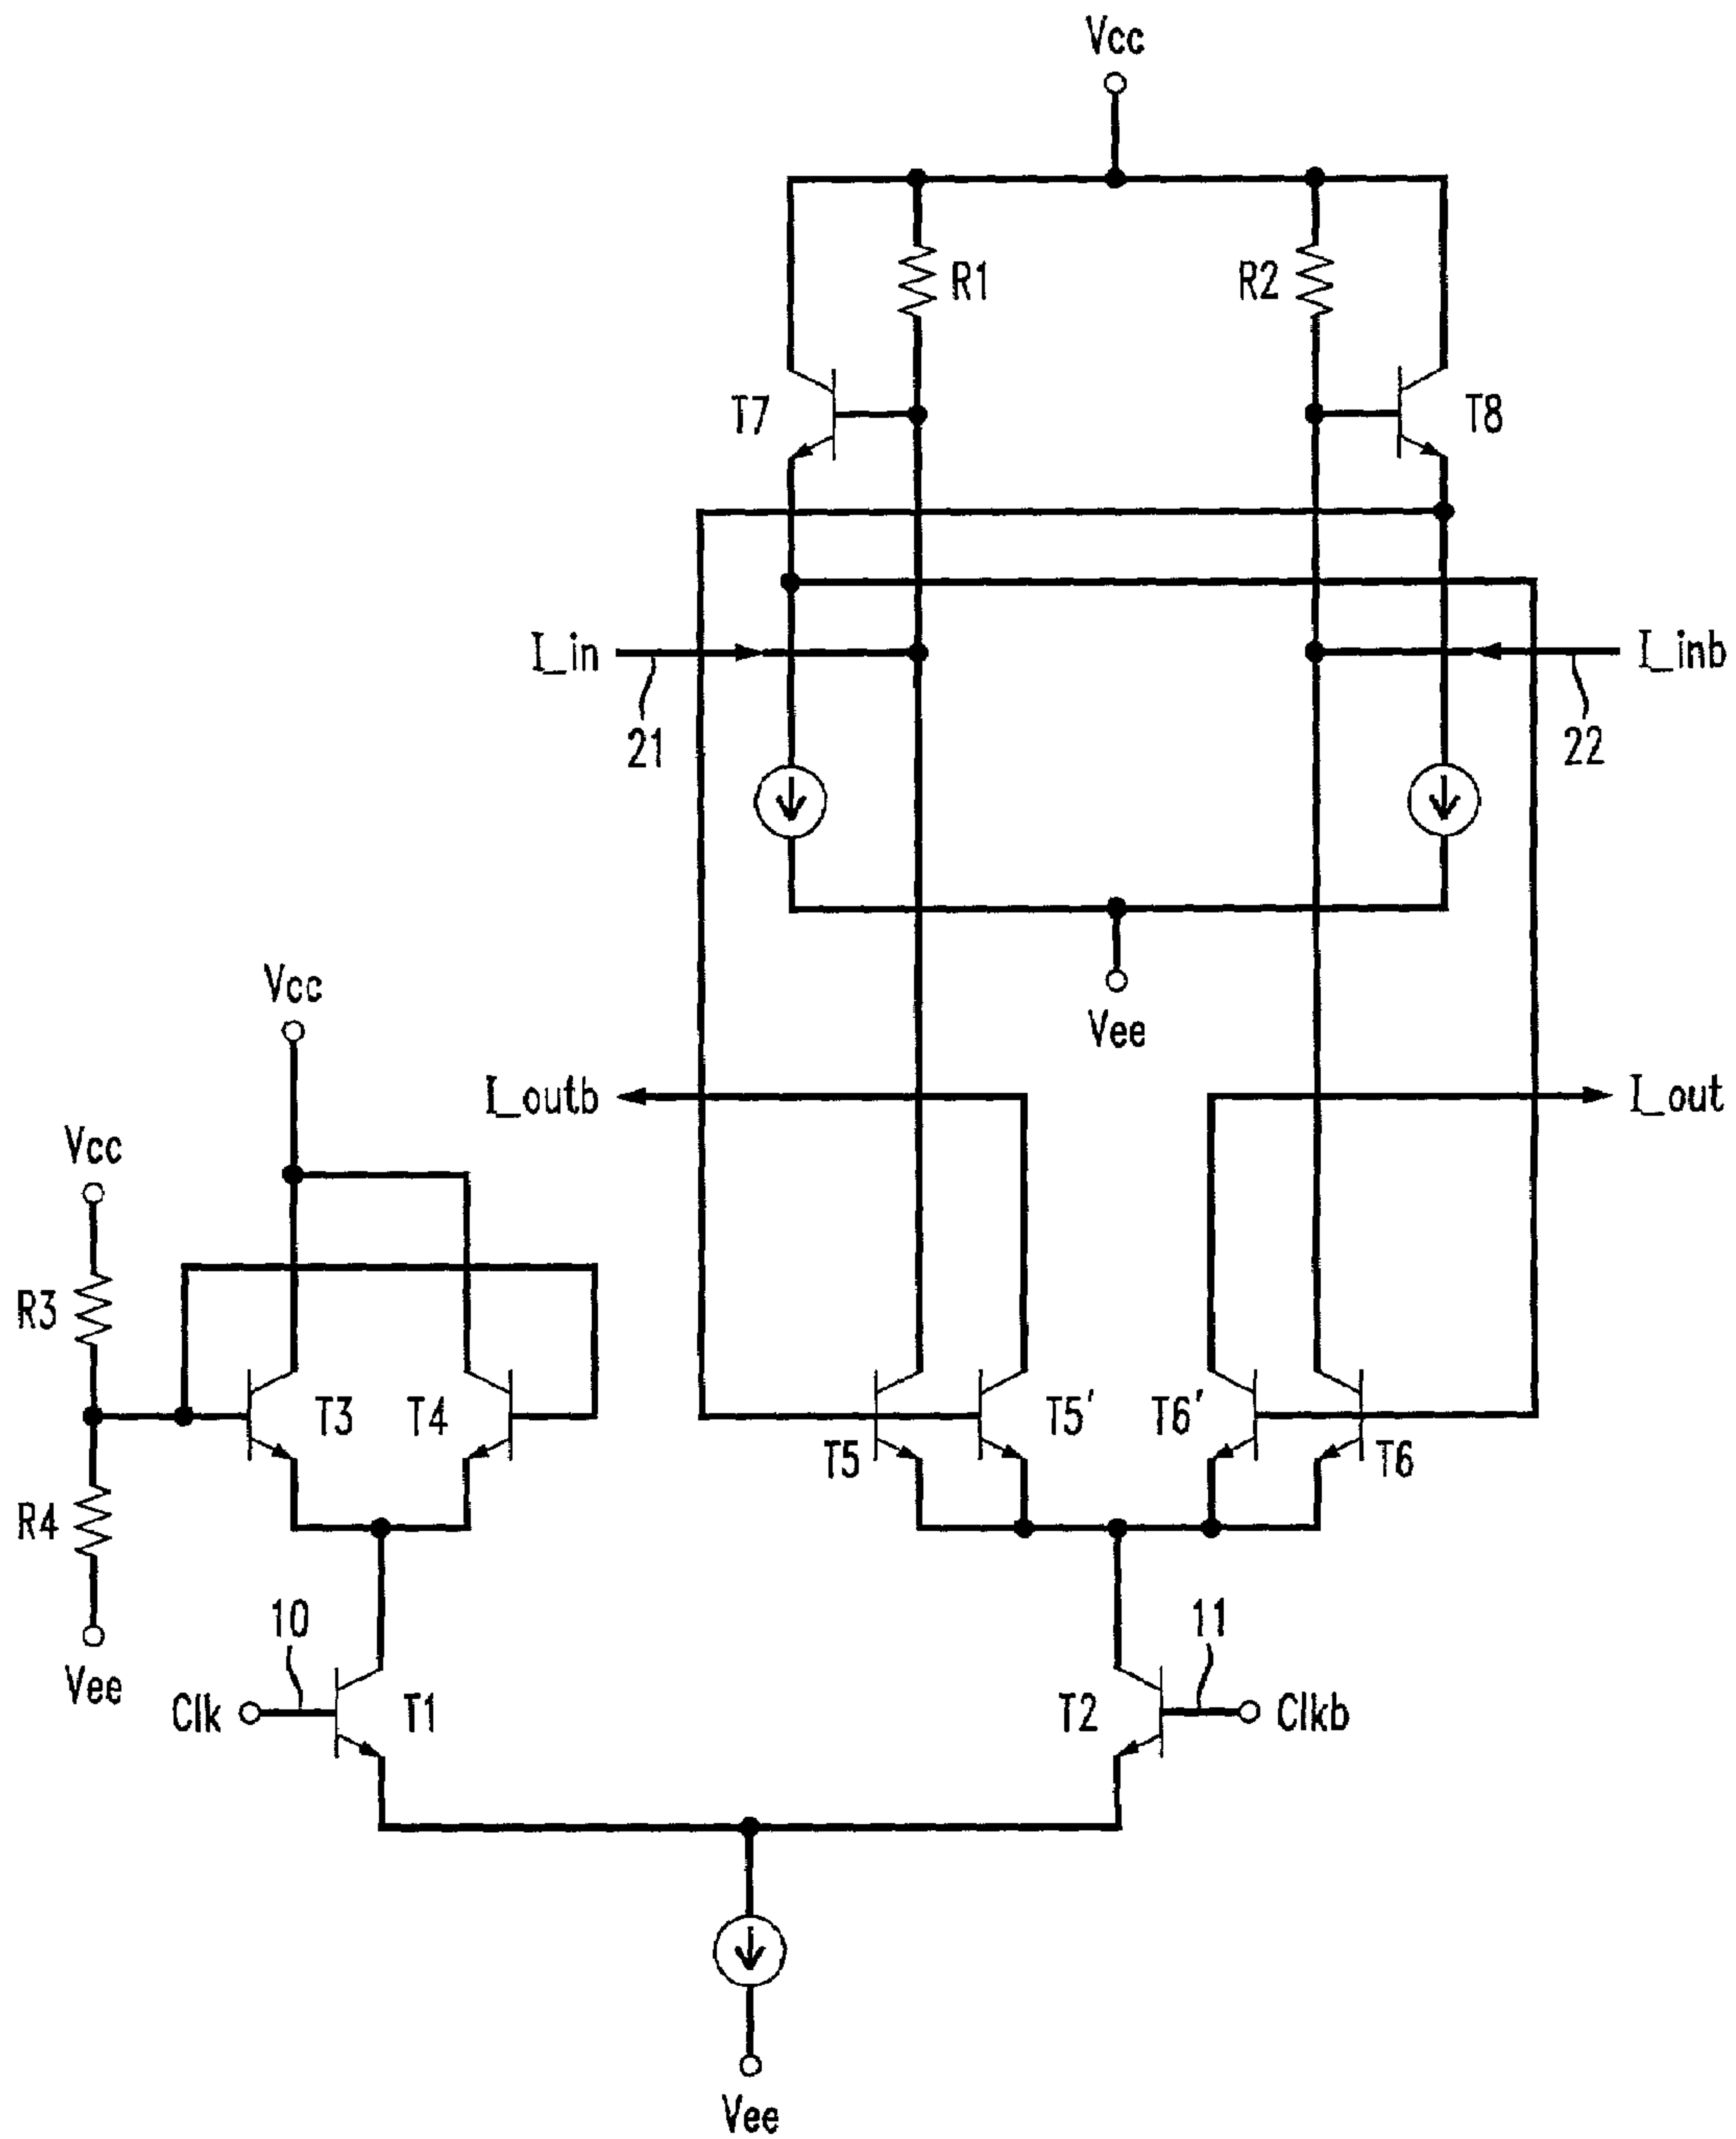 Vcc
R1
R2
T7
T8
I_in
I_inb
21
22
Vcc
Vee
I_outb
I_out
Vcc
R3
T3
T4
T5'
T6'
T5
T6
R4
10
11
Vee
Clk
T1
T2
Clkb
Vee